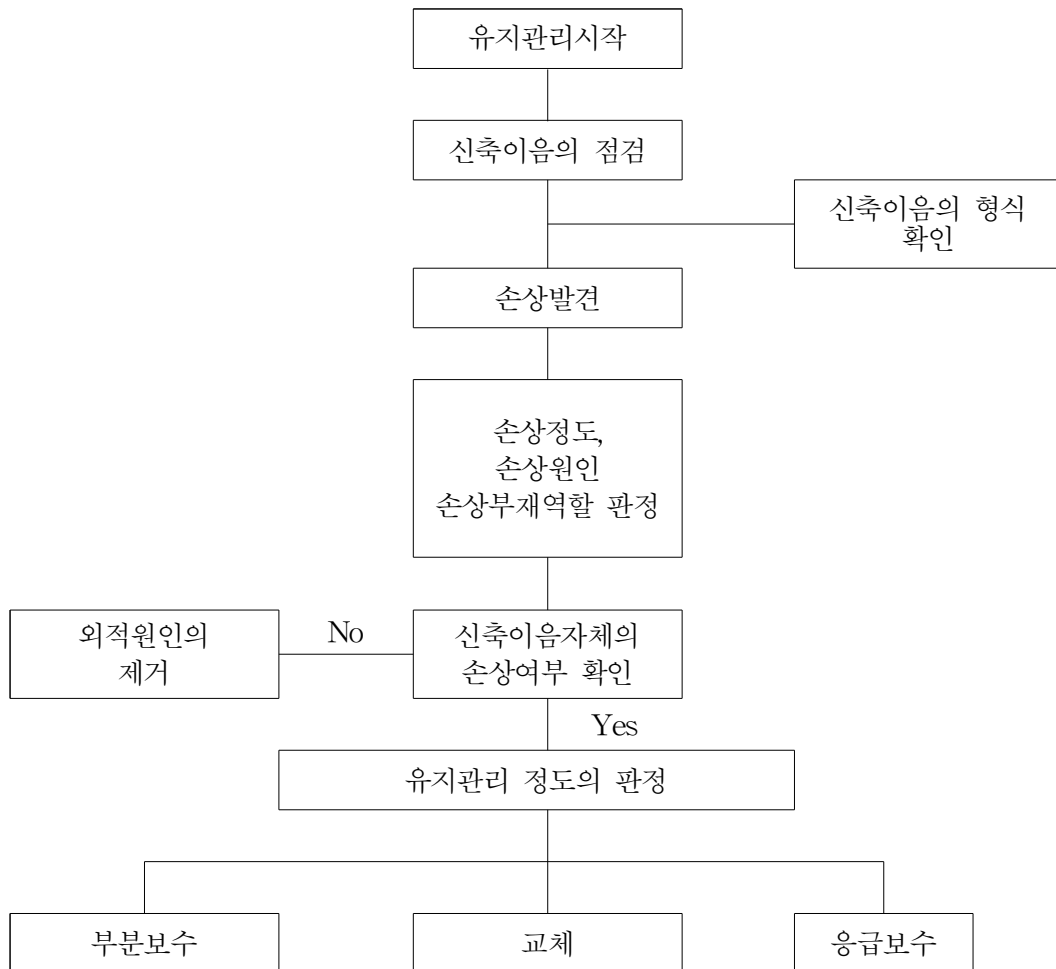 유지관리시작
신축이음의 점검
신축이음의 형식
확인
손상발견
손상정도,
손상원인
손상부재역할 판정
외적원인의
제거
No
신축이음자체의
손상여부 확인
Yes
유지관리 정도의 판정
부분보수
교체
응급보수